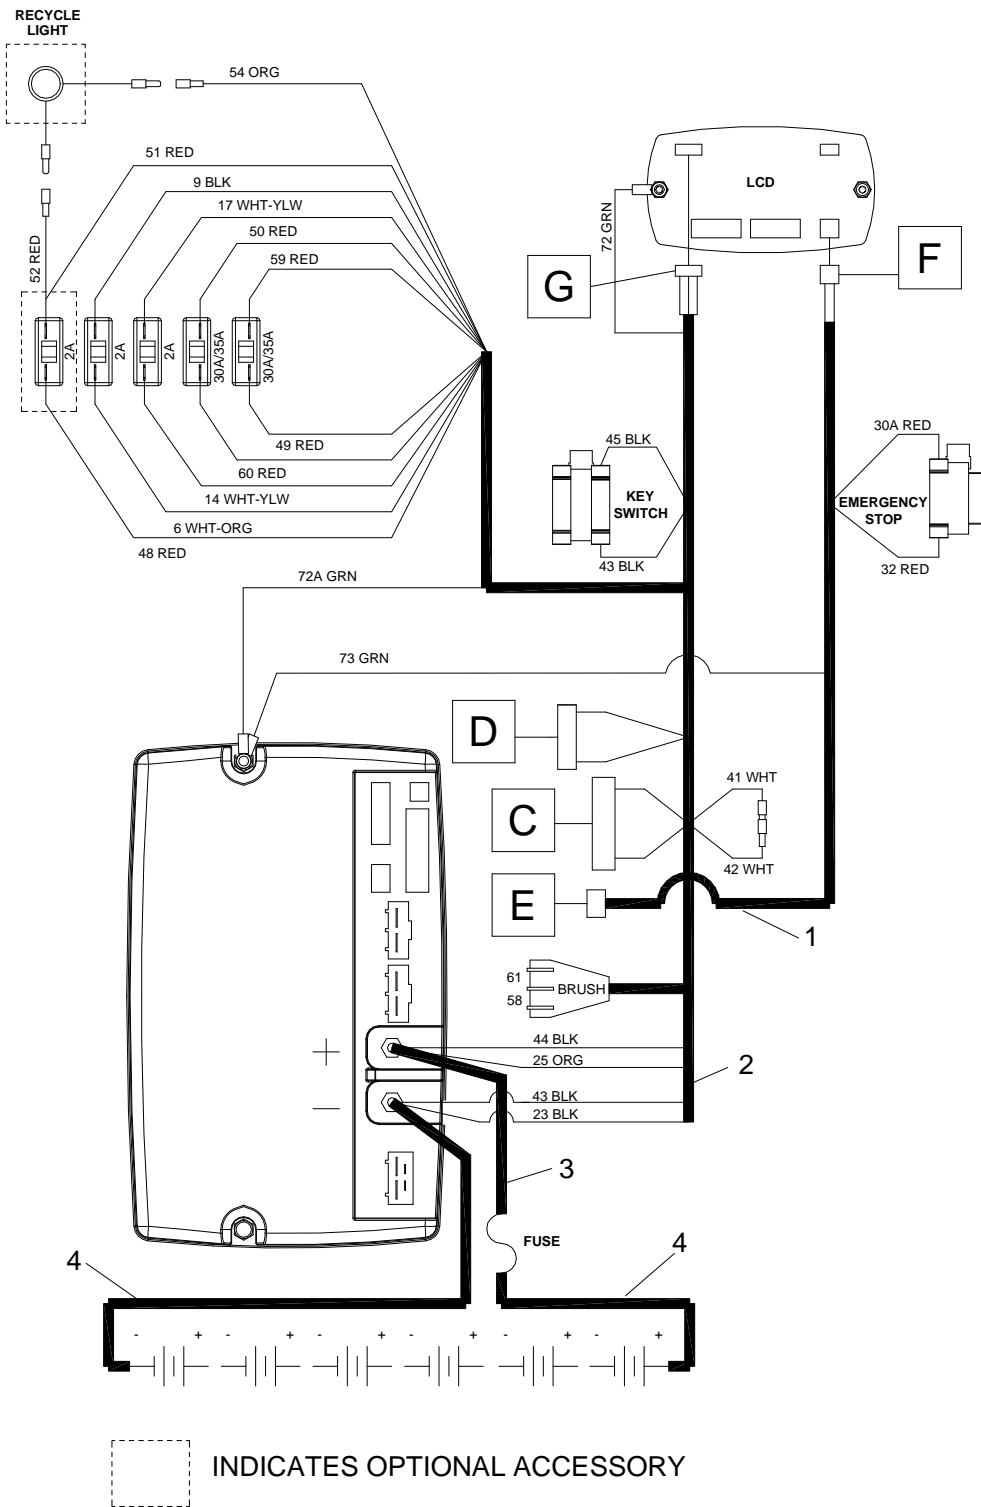 RECYCLE
LIGHT
54 ORG
51 RED
9 BLK
17 WHT-YLW
50 RED
59 RED
52 RED
2A
2A
2A
30A/35A
30A/35A
49 RED
60 RED
14 WHT-YLW
6 WHT-ORG
48 RED
LCD
72 GRN
G
F
45 BLK
KEY
SWITCH
43 BLK
30A RED
EMERGENCY
STOP
32 RED
72A GRN
73 GRN
D
C
41 WHT
42 WHT
E
1
61
58
BRUSH
44 BLK
25 ORG
2
43 BLK
23 BLK
+
-
3
FUSE
4
4
- + - + - + - + - + - +
INDICATES OPTIONAL ACCESSORY